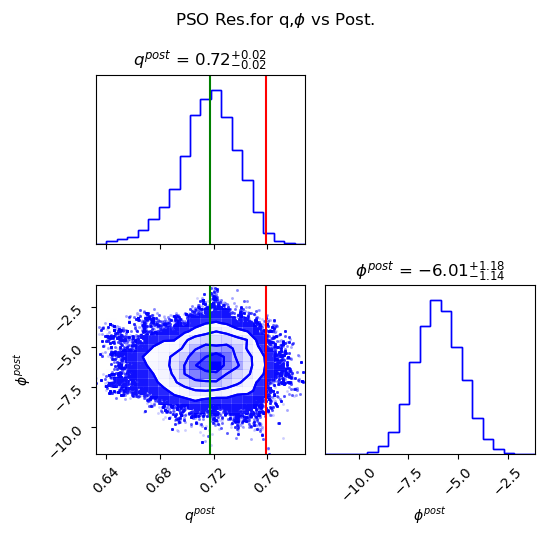 PSO Res.for q,ϕ vs Post.
q^post = 0.72^{+0.02}_{−0.02}
ϕ^post = −6.01^{+1.18}_{−1.14}
ϕ^post
−2.5
−5.0
−7.5
−10.0
0.64 0.68 0.72 0.76
−10.0 −7.5 −5.0 −2.5
q^post
ϕ^post